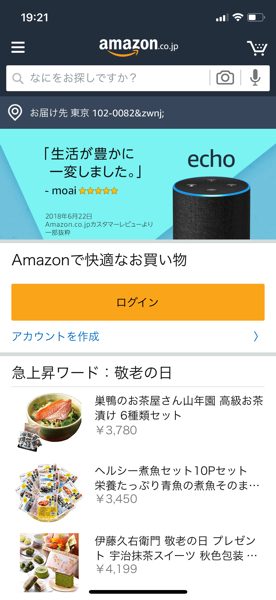 19:21
amazon.co.jp
なにをお探しですか？
お届け先 東京 102-0082&zwnj;
「生活が豊かに
一変しました。」
- moai ★★★★★
echo
2018年6月22日
Amazon.co.jpカスタマーレビューより
一部抜粋
Amazonで快適なお買い物
ログイン
アカウントを作成
急上昇ワード：敬老の日
巣鴨のお茶屋さん山年園 高級お茶
漬け 6種類セット
￥3,780
ヘルシー煮魚セット10Pセット
栄養たっぷり青魚の煮魚そのま…
￥3,450
伊藤久右衛門 敬老の日 プレゼン
ト 宇治抹茶スイーツ 秋色包装 …
￥4,199